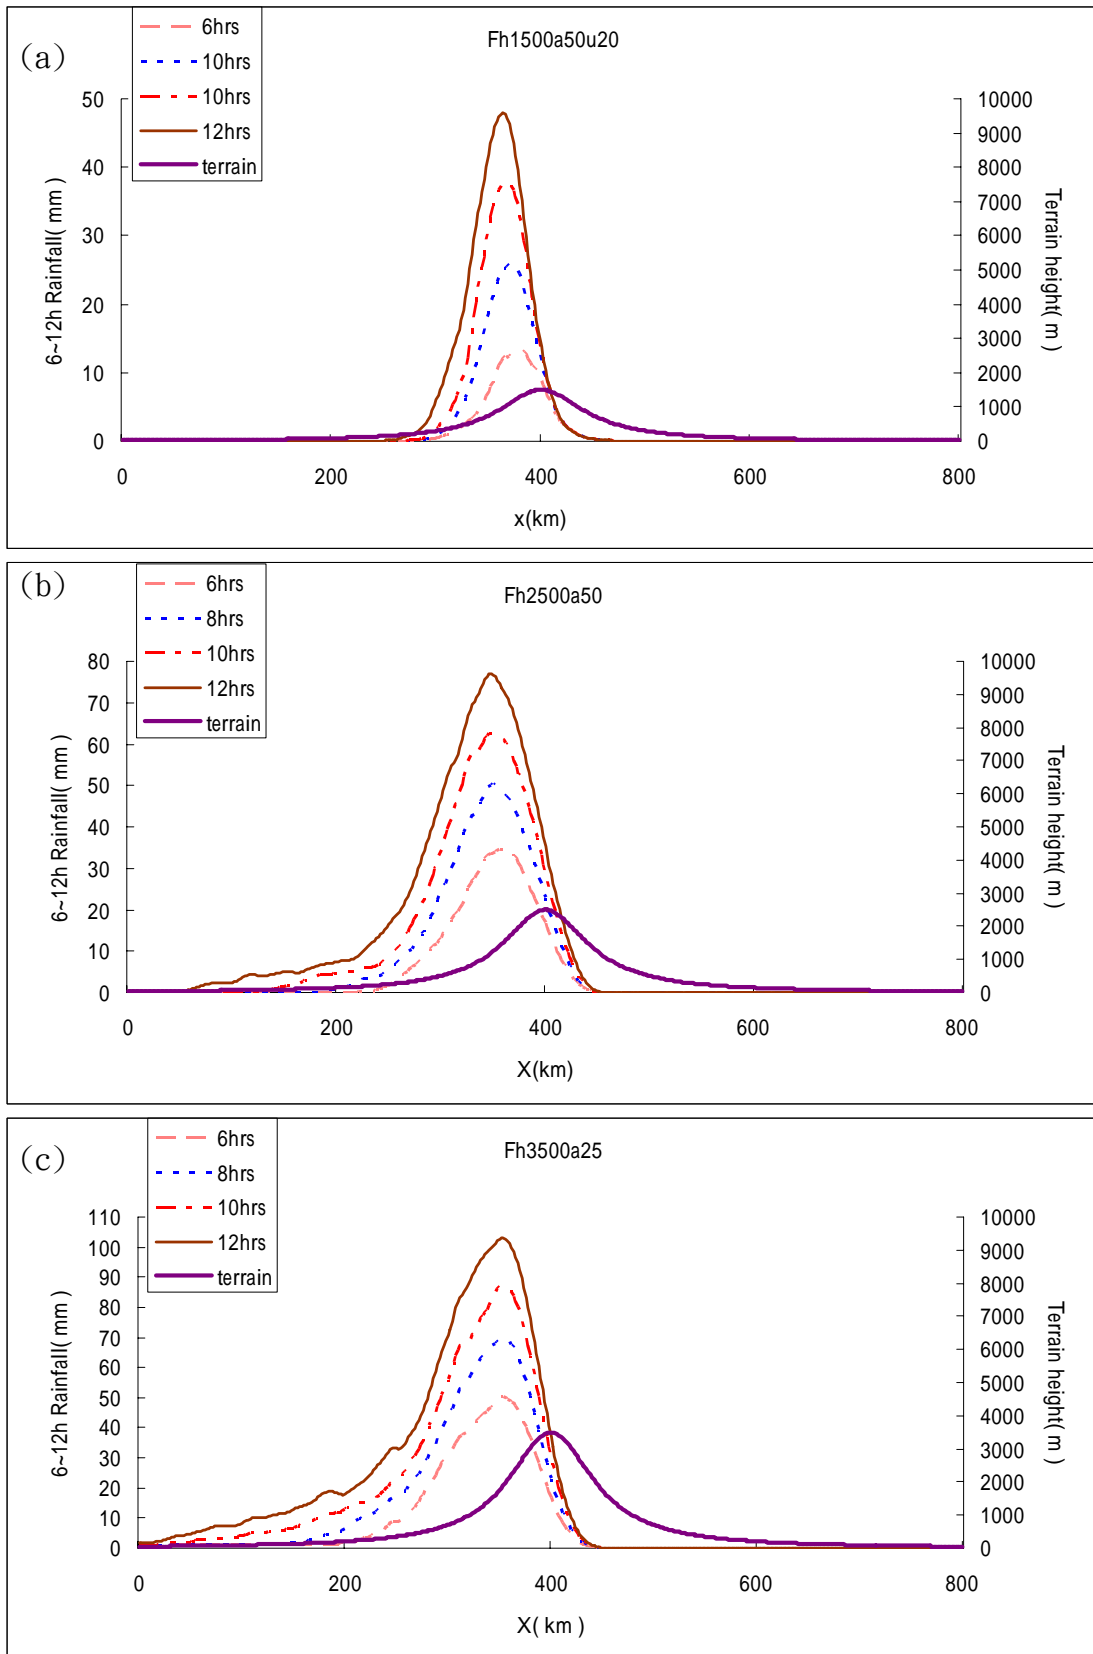 (a)
6hrs
10hrs
10hrs
12hrs
terrain
Fh1500a50u20
6~12h Rainfall( mm )
50
40
30
20
10
0
10000
9000
8000
7000
6000
5000
4000
3000
2000
1000
0
Terrain height( m )
0 200 400 600 800
x(km)
(b)
6hrs
8hrs
10hrs
12hrs
terrain
Fh2500a50
6~12h Rainfall( mm )
80
70
60
50
40
30
20
10
0
10000
9000
8000
7000
6000
5000
4000
3000
2000
1000
0
Terrain height( m )
0 200 400 600 800
X(km)
(c)
6hrs
8hrs
10hrs
12hrs
terrain
Fh3500a25
6~12h Rainfall( mm )
110
100
90
80
70
60
50
40
30
20
10
0
10000
9000
8000
7000
6000
5000
4000
3000
2000
1000
0
Terrain height( m )
0 200 400 600 800
X( km )